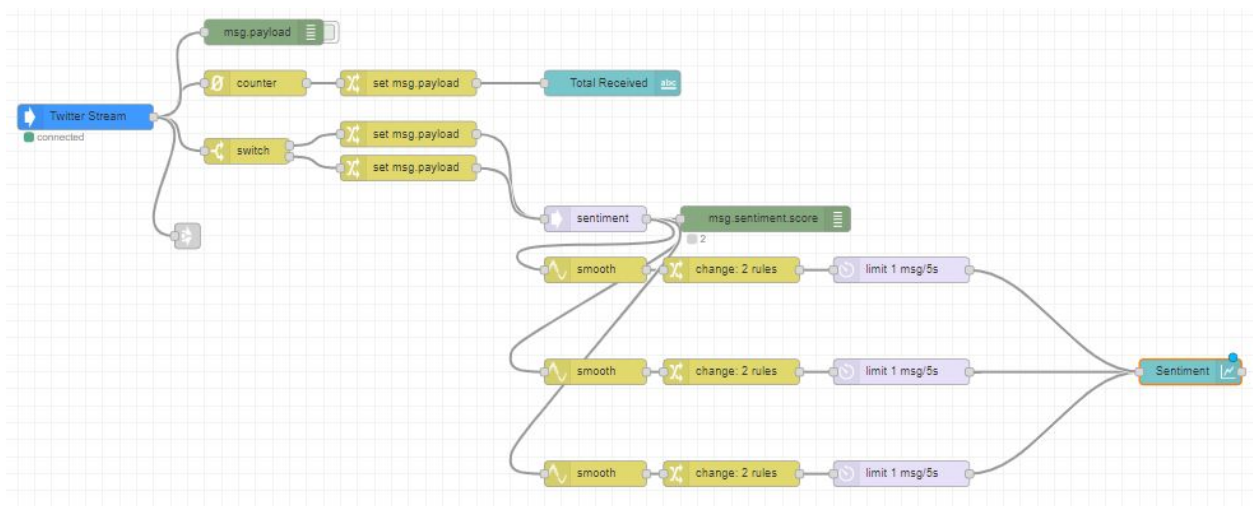 msg.payload
counter
set msg.payload
Total Received
abc
Twitter Stream
connected
switch
set msg.payload
set msg.payload
sentiment
msg.sentiment.score
2
smooth
change: 2 rules
limit 1 msg/5s
smooth
change: 2 rules
limit 1 msg/5s
Sentiment
smooth
change: 2 rules
limit 1 msg/5s